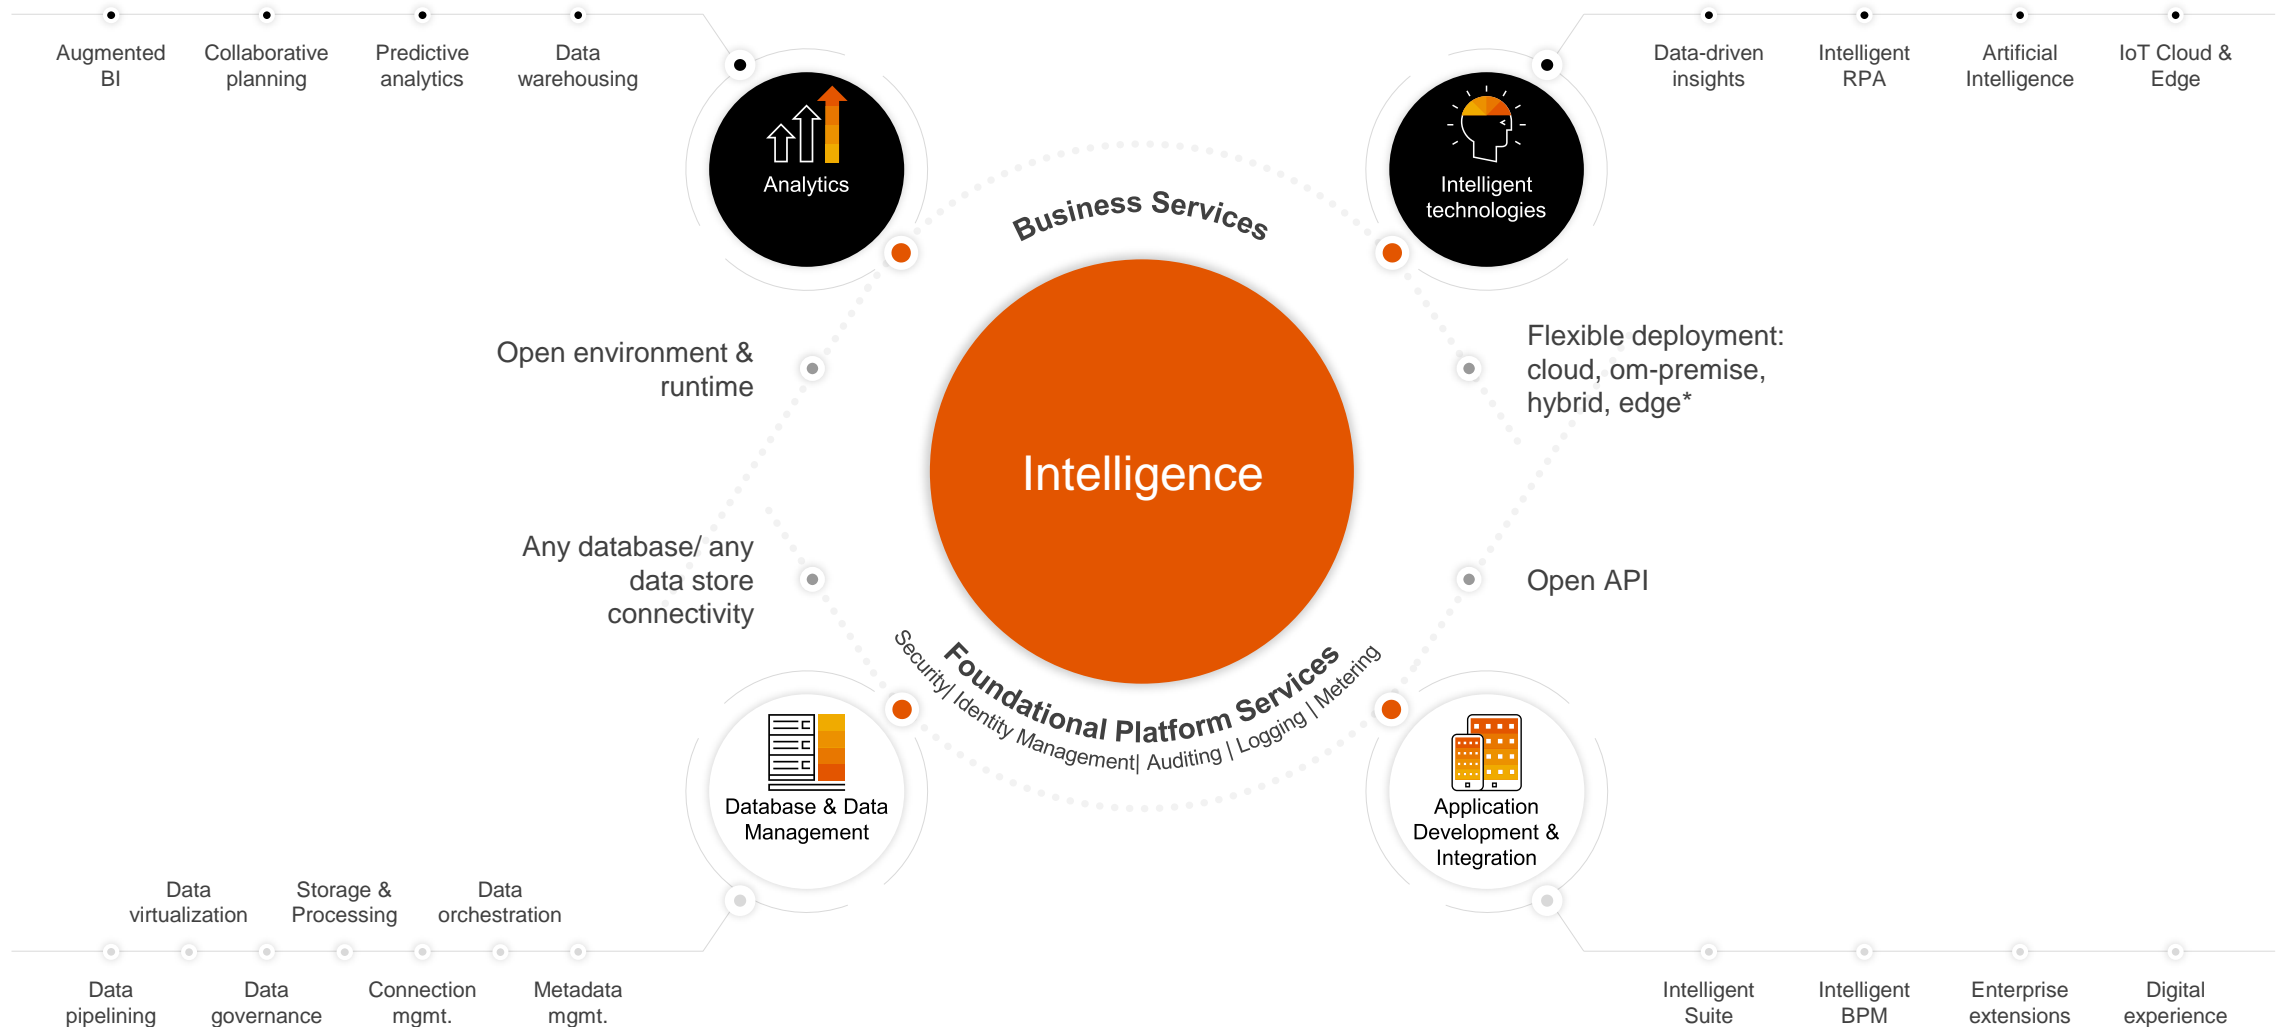 Augmented
BI
Collaborative
planning
Predictive
analytics
Data
warehousing
Data-driven
insights
Intelligent
RPA
Artificial
Intelligence
IoT Cloud &
Edge
Analytics
Intelligent
technologies
Business Services
Open environment &
runtime
Flexible deployment:
cloud, om-premise,
hybrid, edge*
Intelligence
Any database/ any
data store
connectivity
Open API
Foundational Platform Services
Security| Identity Management| Auditing | Logging | Metering
Database & Data
Management
Application
Development &
Integration
Data
virtualization
Storage &
Processing
Data
orchestration
Data
pipelining
Data
governance
Connection
mgmt.
Metadata
mgmt.
Intelligent
Suite
Intelligent
BPM
Enterprise
extensions
Digital
experience